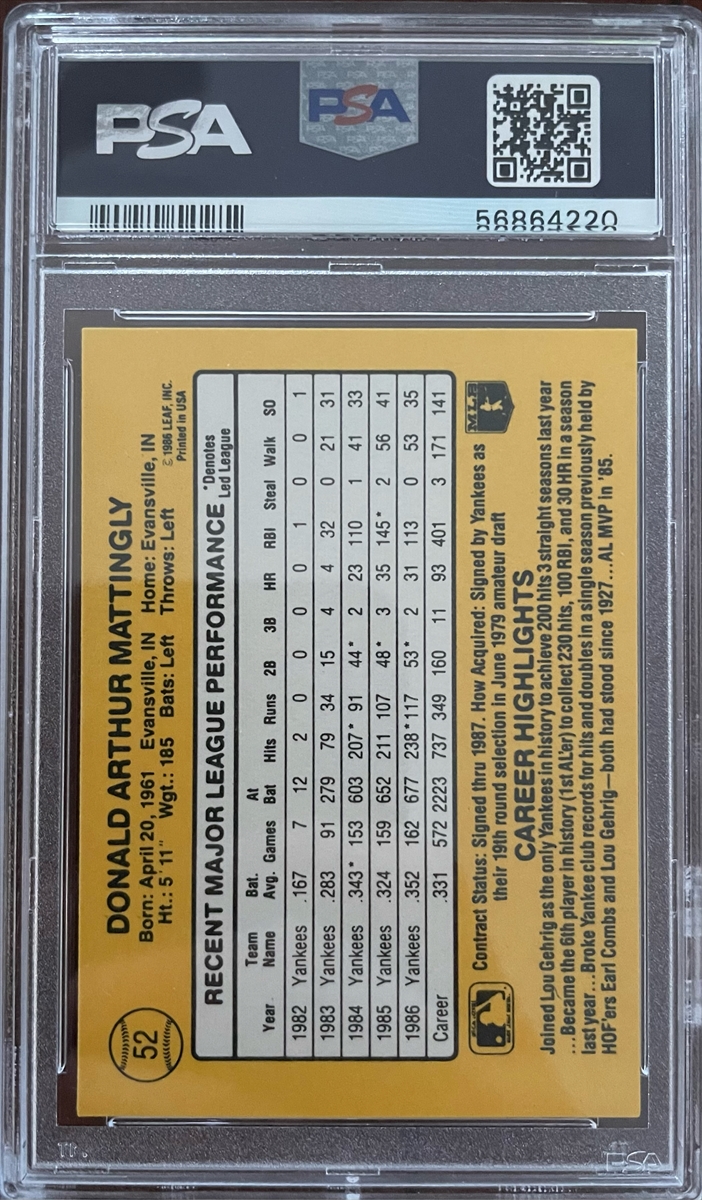 PSA
PSA
56864220
52
DONALD ARTHUR MATTINGLY
Born: April 20, 1961 Evansville, IN Home: Evansville, IN
Ht.: 5'11" Wgt.: 185 Bats: Left Throws: Left
© 1986 LEAF, INC.
Printed in USA
RECENT MAJOR LEAGUE PERFORMANCE
*Denotes
Led League
Year Team Name Bat. Avg. Games At Bat Hits Runs 2B 3B HR RBI Steal Walk SO
1982 Yankees .167 7 12 2 0 0 0 0 1 0 0 1
1983 Yankees .283 91 279 79 34 15 4 4 32 0 21 31
1984 Yankees .343* 153 603 207* 91 44* 2 23 110 1 41 33
1985 Yankees .324 159 652 211 107 48* 3 35 145* 2 56 41
1986 Yankees .352 162 677 238* 117 53* 2 31 113 0 53 35
Career .331 572 2223 737 349 160 11 93 401 3 171 141
Contract Status: Signed thru 1987. How Acquired: Signed by Yankees as
their 19th round selection in June 1979 amateur draft
CAREER HIGHLIGHTS
Joined Lou Gehrig as the only Yankees in history to achieve 200 hits 3 straight seasons last year
...Became the 6th player in history (1st AL'er) to collect 230 hits, 100 RBI, and 30 HR in a season
last year...Broke Yankee club records for hits and doubles in a single season previously held by
HOF'ers Earl Combs and Lou Gehrig—both had stood since 1927... AL MVP in '85.
PSA